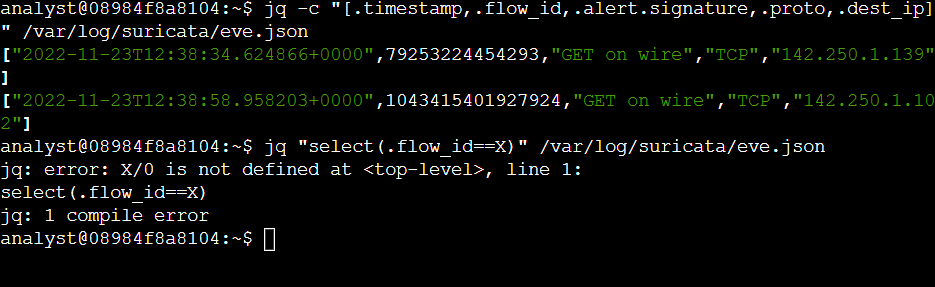 analyst@08984f8a8104:~$ jq -c "[.timestamp,.flow_id,.alert.signature,.proto,.dest_ip]
" /var/log/suricata/eve.json
["2022-11-23T12:38:34.624866+0000",79253224454293,"GET on wire","TCP","142.250.1.139"
]
["2022-11-23T12:38:58.958203+0000",1043415401927924,"GET on wire","TCP","142.250.1.10
2"]
analyst@08984f8a8104:~$ jq "select(.flow_id==X)" /var/log/suricata/eve.json
jq: error: X/0 is not defined at <top-level>, line 1:
select(.flow_id==X)
jq: 1 compile error
analyst@08984f8a8104:~$